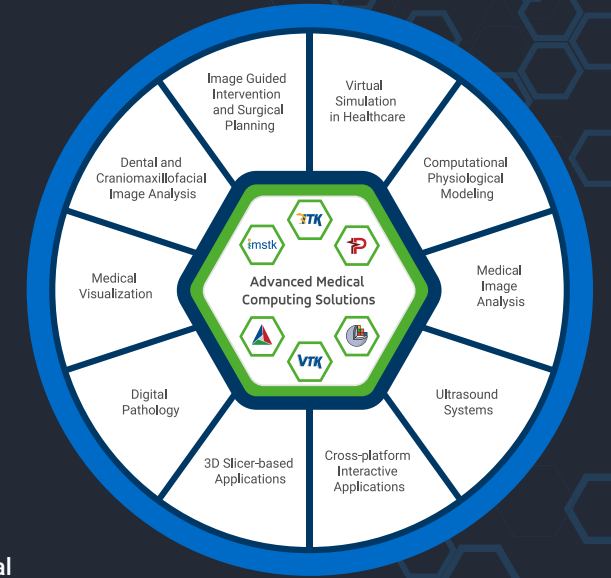 Image Guided
Intervention
and Surgical
Planning
Virtual
Simulation
in Healthcare
Dental and
Craniomaxillofacial
Image Analysis
Computational
Physiological
Modeling
iTK
imstk
P
Advanced Medical
Computing Solutions
Medical
Visualization
Medical
Image
Analysis
VTK
Digital
Pathology
Ultrasound
Systems
3D Slicer-based
Applications
Cross-platform
Interactive
Applications
al